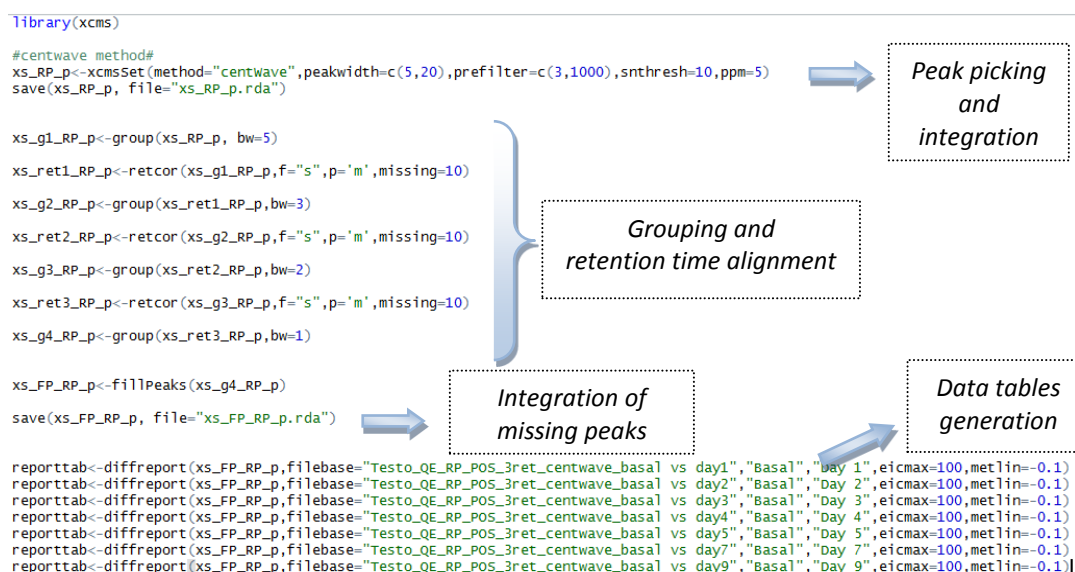 library(xcms)
#centwave method#
xs_RP_p<-xcmsSet(method="centWave",peakwidth=c(5,20),prefilter=c(3,1000),snthresh=10,ppm=5)
save(xs_RP_p, file="xs_RP_p.rda")
Peak picking
and
integration
xs_g1_RP_p<-group(xs_RP_p, bw=5)
xs_ret1_RP_p<-retcor(xs_g1_RP_p,f="s",p='m',missing=10)
xs_g2_RP_p<-group(xs_ret1_RP_p,bw=3)
xs_ret2_RP_p<-retcor(xs_g2_RP_p,f="s",p='m',missing=10)
xs_g3_RP_p<-group(xs_ret2_RP_p,bw=2)
xs_ret3_RP_p<-retcor(xs_g3_RP_p,f="s",p='m',missing=10)
xs_g4_RP_p<-group(xs_ret3_RP_p,bw=1)
Grouping and
retention time alignment
xs_FP_RP_p<-fillPeaks(xs_g4_RP_p)
save(xs_FP_RP_p, file="xs_FP_RP_p.rda")
Integration of
missing peaks
Data tables
generation
reporttab<-diffreport(xs_FP_RP_p,filebase="Testo_QE_RP_POS_3ret_centwave_basal vs day1","Basal","Day 1",eicmax=100,metlin=-0.1)
reporttab<-diffreport(xs_FP_RP_p,filebase="Testo_QE_RP_POS_3ret_centwave_basal vs day2","Basal","Day 2",eicmax=100,metlin=-0.1)
reporttab<-diffreport(xs_FP_RP_p,filebase="Testo_QE_RP_POS_3ret_centwave_basal vs day3","Basal","Day 3",eicmax=100,metlin=-0.1)
reporttab<-diffreport(xs_FP_RP_p,filebase="Testo_QE_RP_POS_3ret_centwave_basal vs day4","Basal","Day 4",eicmax=100,metlin=-0.1)
reporttab<-diffreport(xs_FP_RP_p,filebase="Testo_QE_RP_POS_3ret_centwave_basal vs day5","Basal","Day 5",eicmax=100,metlin=-0.1)
reporttab<-diffreport(xs_FP_RP_p,filebase="Testo_QE_RP_POS_3ret_centwave_basal vs day7","Basal","Day 7",eicmax=100,metlin=-0.1)
reporttab<-diffreport(xs_FP_RP_p,filebase="Testo_QE_RP_POS_3ret_centwave_basal vs day9","Basal","Day 9",eicmax=100,metlin=-0.1)